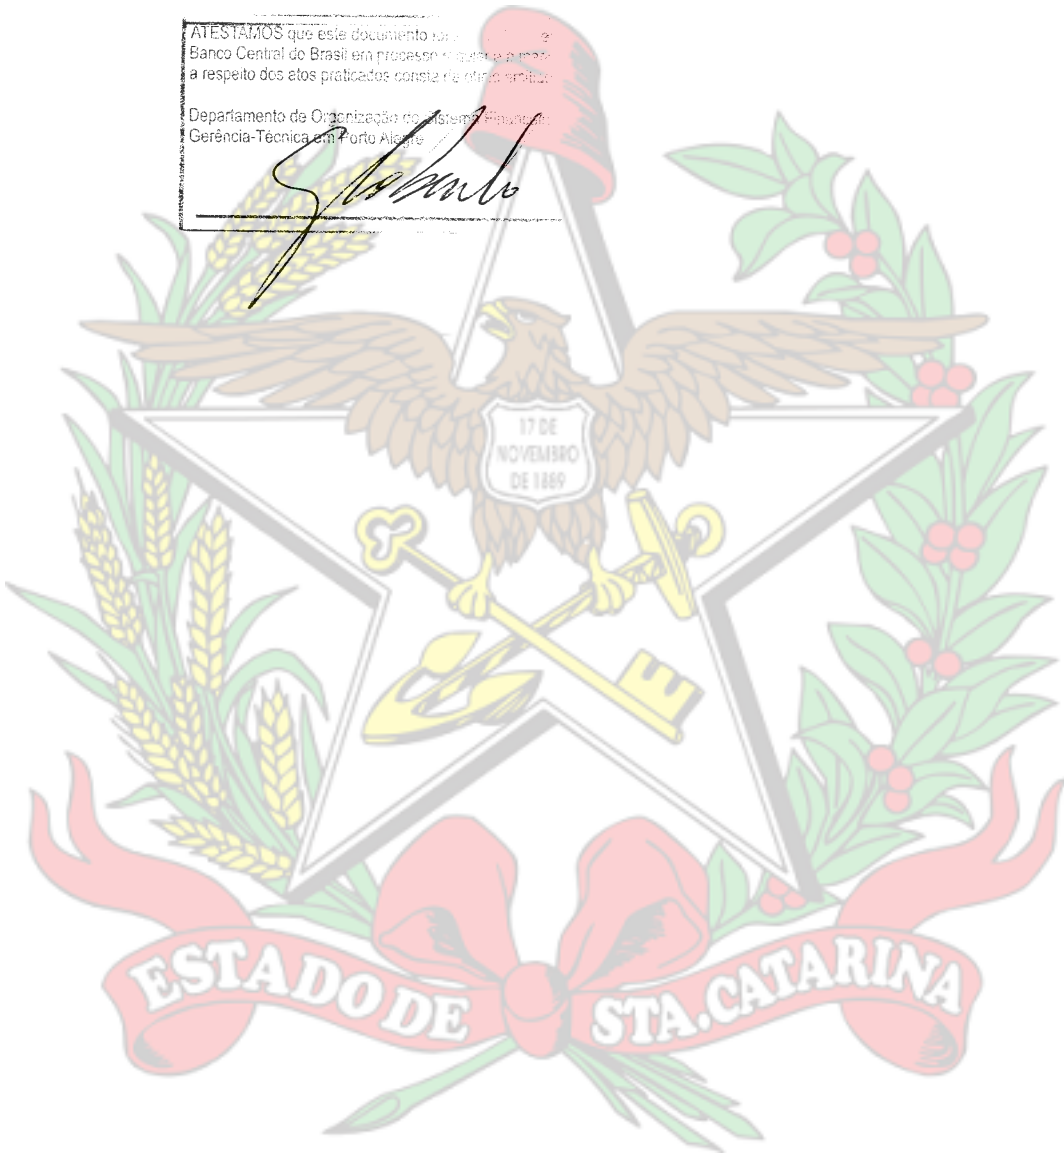 ATESTAMOS que este documento
Banco Central do Brasil em processo
a respeito dos atos praticados consta de
Departamento de Organização do Sistema
Gerência-Técnica em Porto Alegre
17 DE
NOVEMBRO
DE 1889
ESTADO DE STA. CATARINA